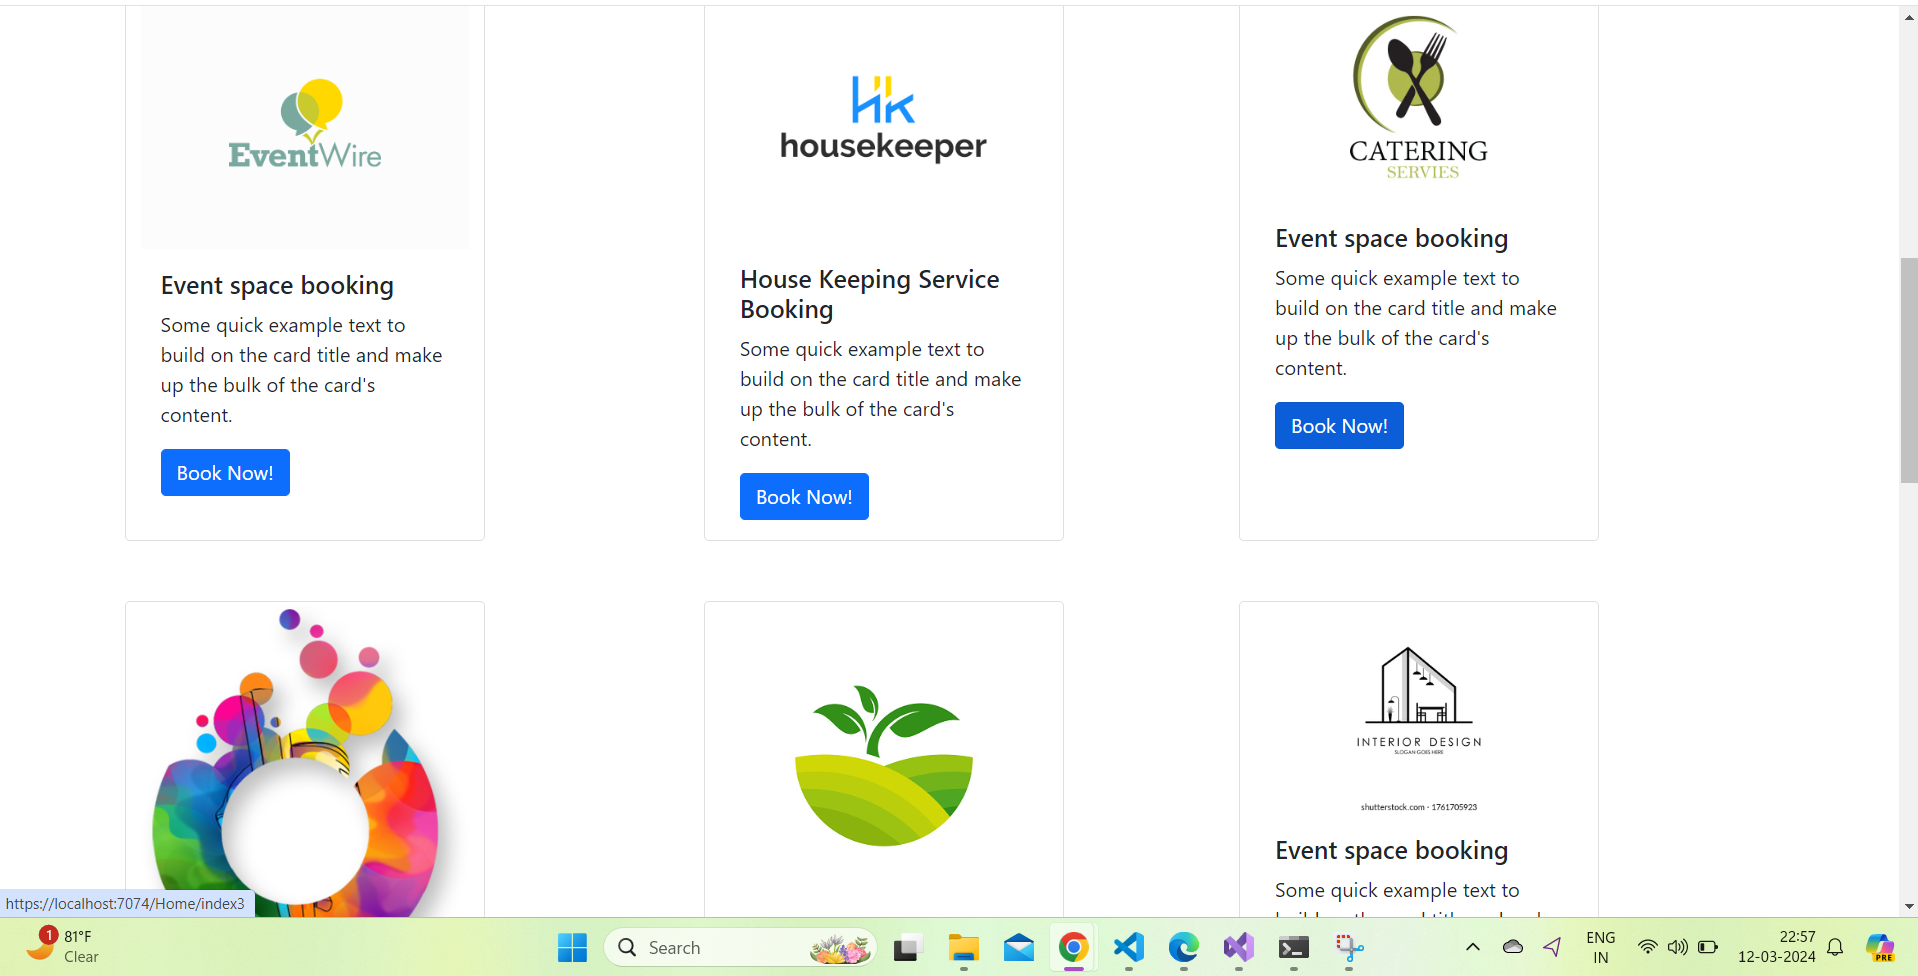 EventWire
Event space booking
Some quick example text to
build on the card title and make
up the bulk of the card's
content.
Book Now!
Hk
housekeeper
House Keeping Service
Booking
Some quick example text to
build on the card title and make
up the bulk of the card's
content.
Book Now!
CATERING
SERVIES
Event space booking
Some quick example text to
build on the card title and make
up the bulk of the card's
content.
Book Now!
INTERIOR DESIGN
SLOGAN GOES HERE
shutterstock.com · 1761705923
Event space booking
Some quick example text to
https://localhost:7074/Home/index3
1
81°F
Clear
Search
ENG
IN
22:57
12-03-2024
PRE